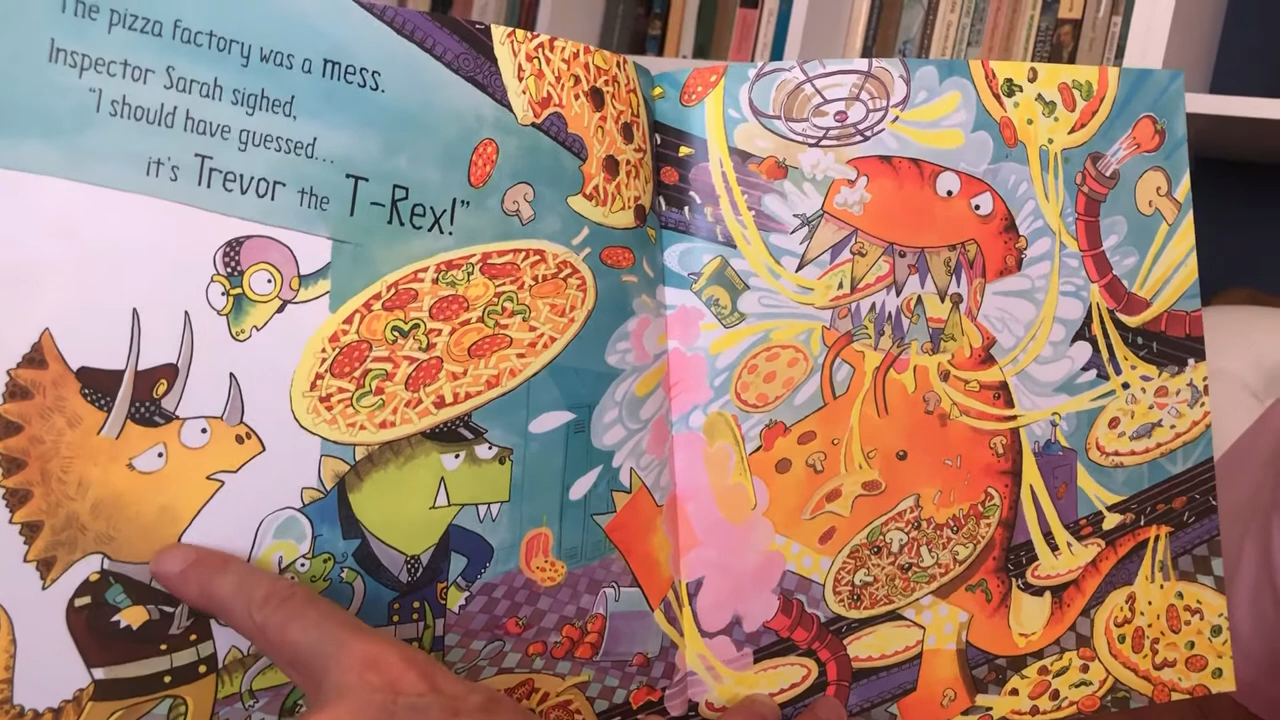 The pizza factory was a mess.
Inspector Sarah sighed,
"I should have guessed...
it's Trevor the T-Rex!"